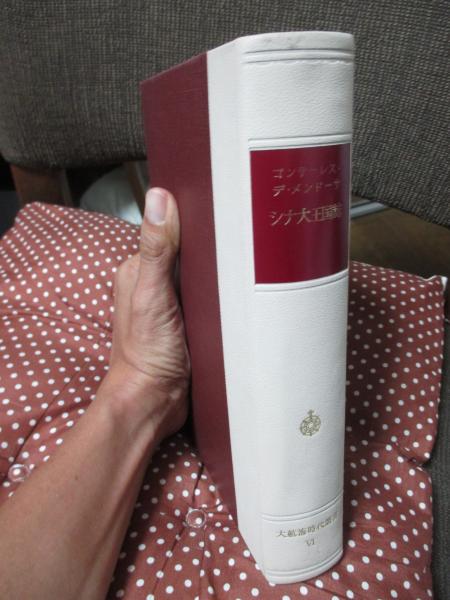 ゴンサーレス・
デ・メンドーサ
シナ大王国誌
大航海時代叢書
VI